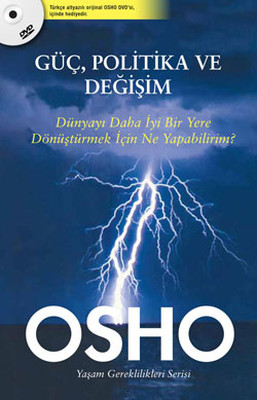 Türkçe altyazılı orijinal OSHO DVD'si,
içinde hediyedir.
DVD
GÜÇ, POLİTİKA VE
DEĞİŞİM
Dünyayı Daha İyi Bir Yere
Dönüştürmek İçin Ne Yapabilirim?
OSHO
Yaşam Gereklilikleri Serisi